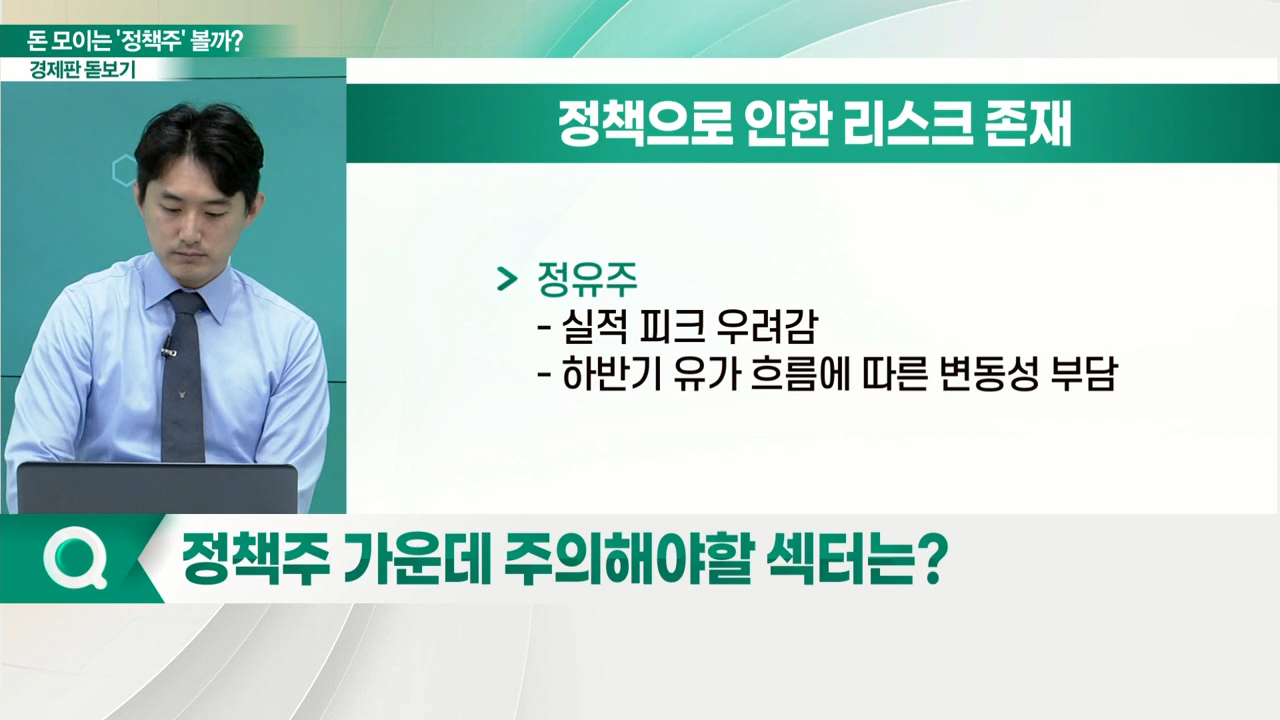 돈 모이는 '정책주' 볼까?
경제판 돋보기
정책으로 인한 리스크 존재
> 정유주
- 실적 피크 우려감
- 하반기 유가 흐름에 따른 변동성 부담
Q 정책주 가운데 주의해야할 섹터는?